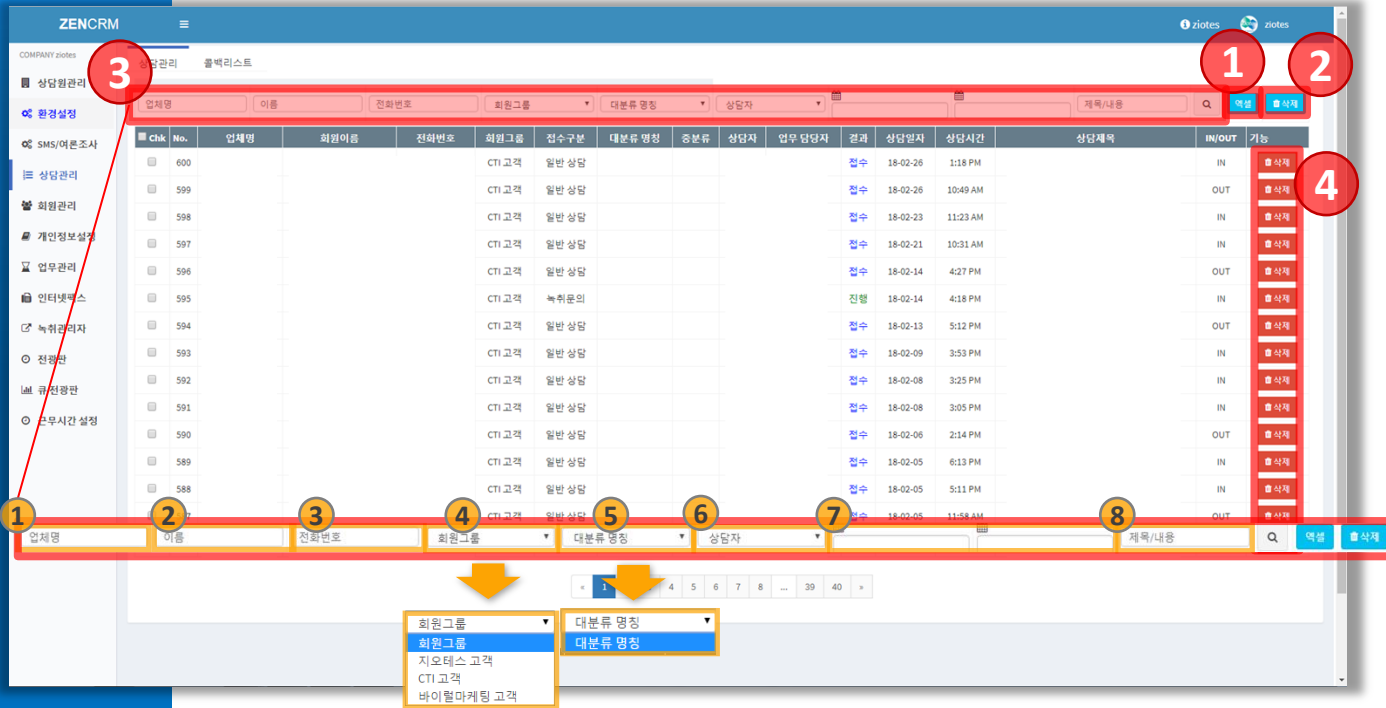 ZENCRM
ziotes ziotes
COMPANY ziotes
상담원관리
환경설정
SMS/여론조사
상담관리
회원관리
개인정보설정
업무관리
인터넷팩스
녹취관리자
전광판
큐전광판
근무시간 설정
상담관리 콜백리스트
3 1 2
업체명 이름 전화번호 회원그룹 대분류 명칭 상담자 제목/내용 엑셀 삭제
Chk No. 업체명 회원이름 전화번호 회원그룹 접수구분 대분류 명칭 중분류 상담자 업무 담당자 결과 상담일자 상담시간 상담제목 IN/OUT 기능
600 CTI 고객 일반 상담 접수 18-02-26 1:18 PM IN 삭제
599 CTI 고객 일반 상담 접수 18-02-26 10:49 AM OUT 삭제
4
598 CTI 고객 일반 상담 접수 18-02-23 11:23 AM IN 삭제
597 CTI 고객 일반 상담 접수 18-02-21 10:31 AM IN 삭제
596 CTI 고객 일반 상담 접수 18-02-14 4:27 PM OUT 삭제
595 CTI 고객 녹취문의 진행 18-02-14 4:18 PM IN 삭제
594 CTI 고객 일반 상담 접수 18-02-13 5:12 PM OUT 삭제
593 CTI 고객 일반 상담 접수 18-02-09 3:53 PM IN 삭제
592 CTI 고객 일반 상담 접수 18-02-08 3:25 PM IN 삭제
591 CTI 고객 일반 상담 접수 18-02-08 3:05 PM IN 삭제
590 CTI 고객 일반 상담 접수 18-02-06 2:14 PM OUT 삭제
589 CTI 고객 일반 상담 접수 18-02-05 6:13 PM IN 삭제
588 CTI 고객 일반 상담 접수 18-02-05 5:11 PM IN 삭제
CTI 고객 일반 상담 접수 18-02-05 11:58 AM OUT 삭제
1 2 3 4 5 6 7 8
업체명 이름 전화번호 회원그룹 대분류 명칭 상담자 제목/내용 엑셀 삭제
« 1 4 5 6 7 8 ... 39 40 »
회원그룹 대분류 명칭
회원그룹 대분류 명칭
지오테스 고객
CTI 고객
바이럴마케팅 고객